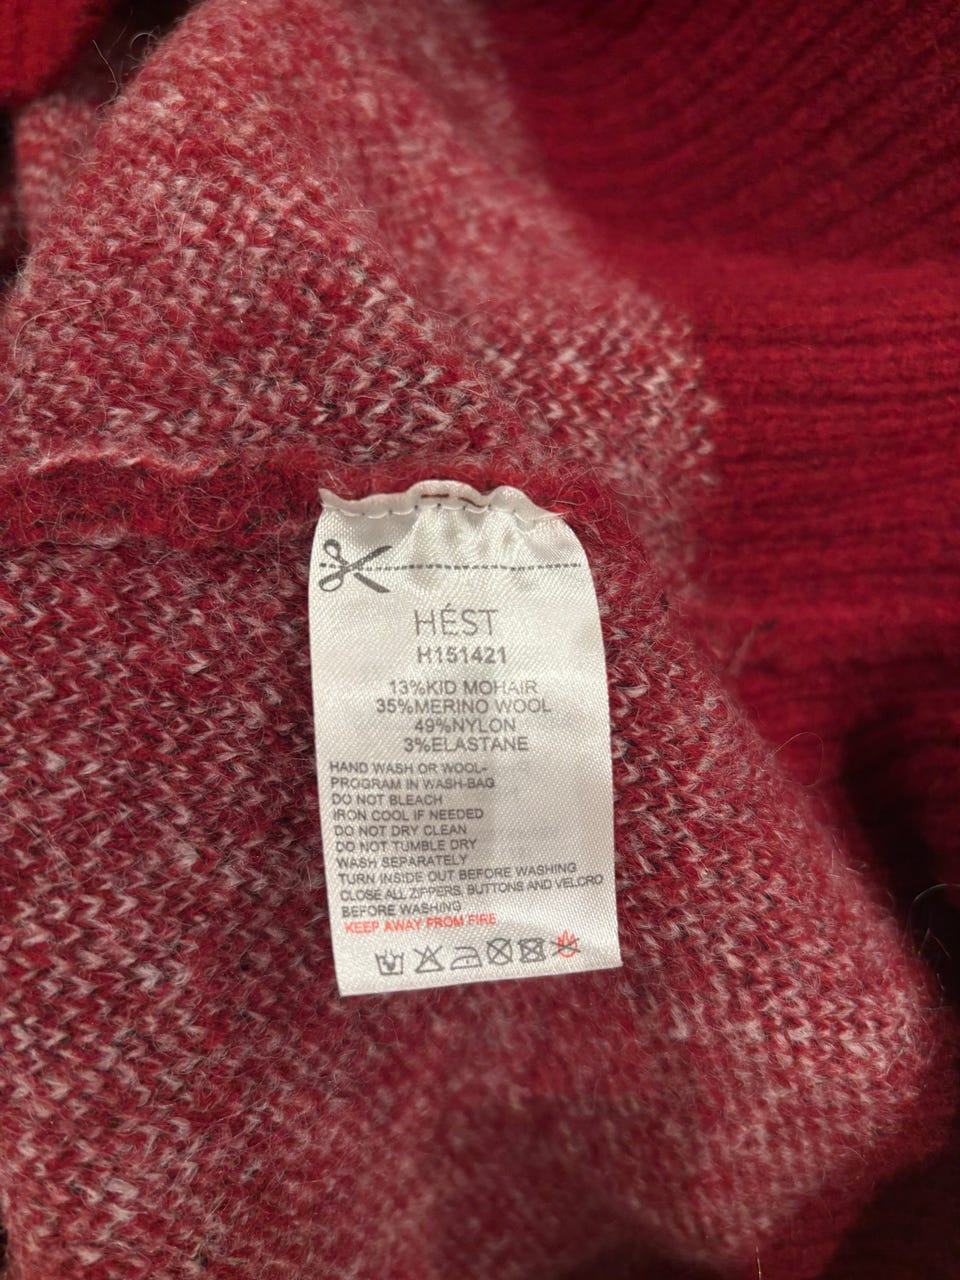 HÉST
H151421
13%KID MOHAIR
35%MERINO WOOL
49%NYLON
3%ELASTANE
HAND WASH OR WOOL-
PROGRAM IN WASH-BAG
DO NOT BLEACH
IRON COOL IF NEEDED
DO NOT DRY CLEAN
DO NOT TUMBLE DRY
WASH SEPARATELY
TURN INSIDE OUT BEFORE WASHING
CLOSE ALL ZIPPERS, BUTTONS AND VELCRO
BEFORE WASHING
KEEP AWAY FROM FIRE